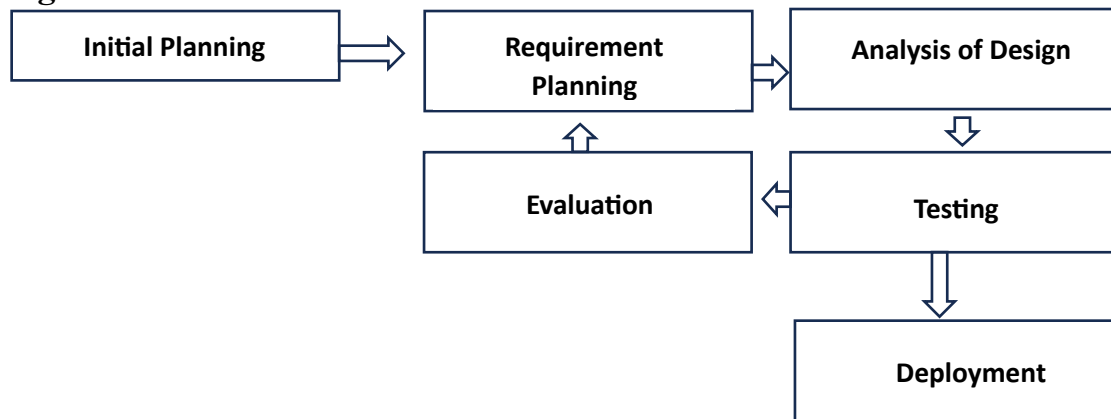 Initial Planning
Requirement
Planning
Analysis of Design
Evaluation
Testing
Deployment